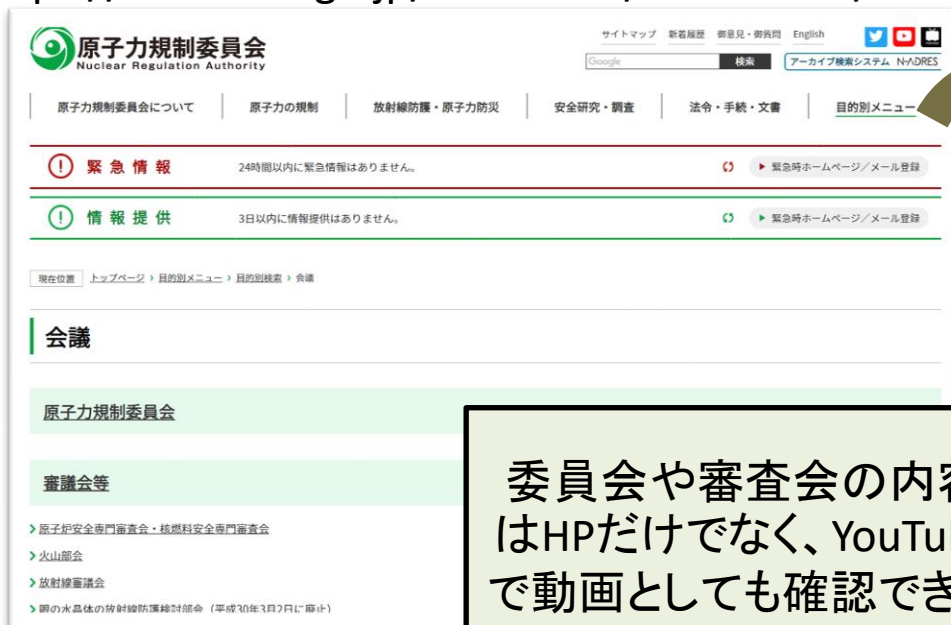 原子力規制委員会
Nuclear Regulation Authority
サイトマップ 新着履歴 御意見・御質問 English
Google 検索 アーカイブ検索システム N-ADRES
原子力規制委員会について 原子力の規制 放射線防護・原子力防災 安全研究・調査 法令・手続・文書 目的別メニュー
緊急情報 24時間以内に緊急情報はありません。 緊急時ホームページ/メール登録
情報提供 3日以内に情報提供はありません。 緊急時ホームページ/メール登録
現在位置 トップページ › 目的別メニュー › 目的別検索 › 会議
会議
原子力規制委員会
審議会等
原子炉安全専門審査会・核燃料安全専門審査会
火山部会
放射線審議会
眼の水晶体の放射線防護検討部会(平成30年3月2日に廃止)
委員会や審査会の内容
はHPだけでなく、YouTu
で動画としても確認でき